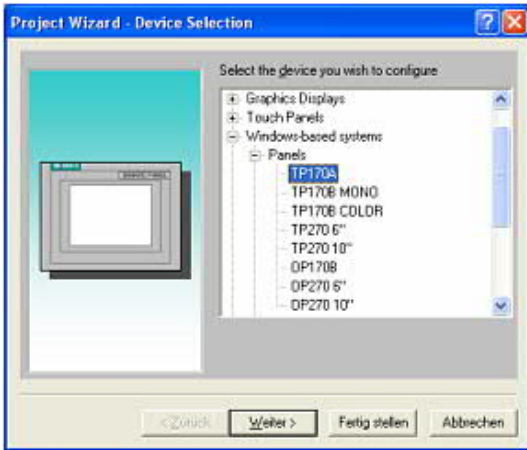 Project Wizard - Device Selection
Select the device you wish to configure
Graphics Displays
Touch Panels
Windows-based systems
Panels
TP170A
TP170B MONO
TP170B COLOR
TP270 6"
TP270 10"
OP170B
OP270 6"
OP270 10"
< Zurück
Weiter >
Fertig stellen
Abbrechen